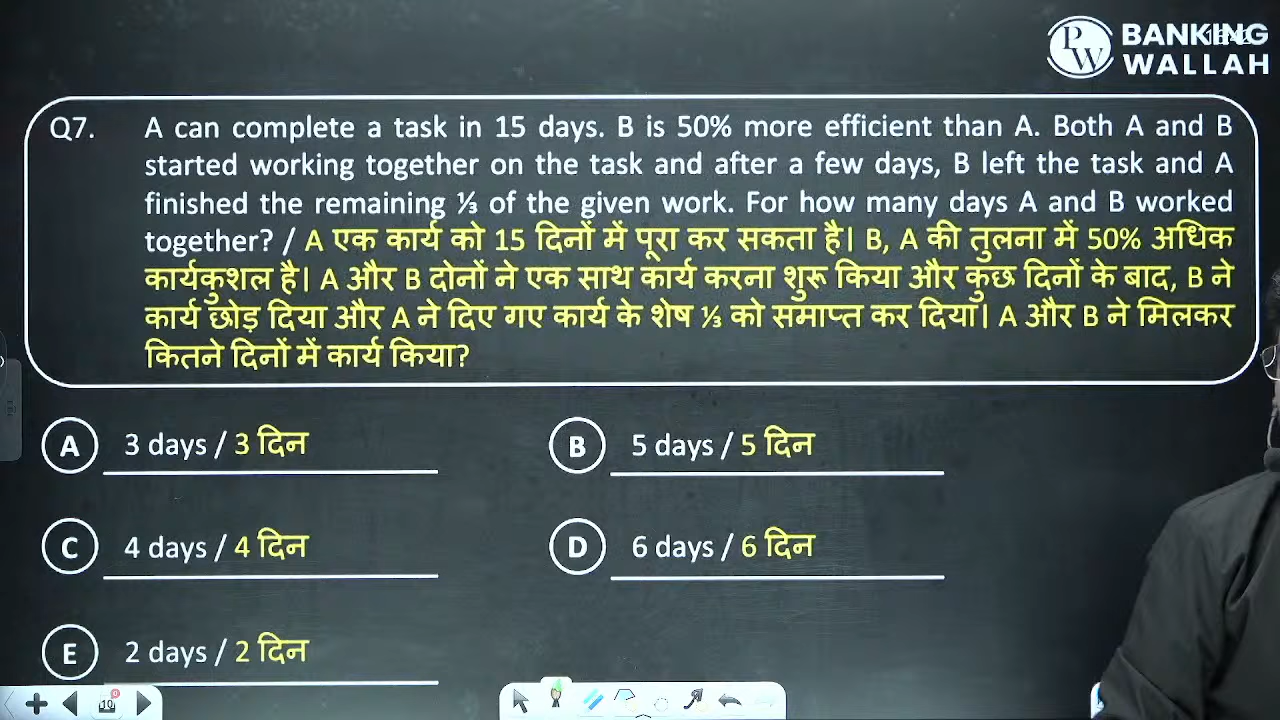 BANKING
WALLAH
Q7. A can complete a task in 15 days. B is 50% more efficient than A. Both A and B
started working together on the task and after a few days, B left the task and A
finished the remaining ⅓ of the given work. For how many days A and B worked
together? / A एक कार्य को 15 दिनों में पूरा कर सकता है। B, A की तुलना में 50% अधिक
कार्यकुशल है। A और B दोनों ने एक साथ कार्य करना शुरू किया और कुछ दिनों के बाद, B ने
कार्य छोड़ दिया और A ने दिए गए कार्य के शेष ⅓ को समाप्त कर दिया। A और B ने मिलकर
कितने दिनों में कार्य किया?
A 3 days / 3 दिन
B 5 days / 5 दिन
C 4 days / 4 दिन
D 6 days / 6 दिन
E 2 days / 2 दिन